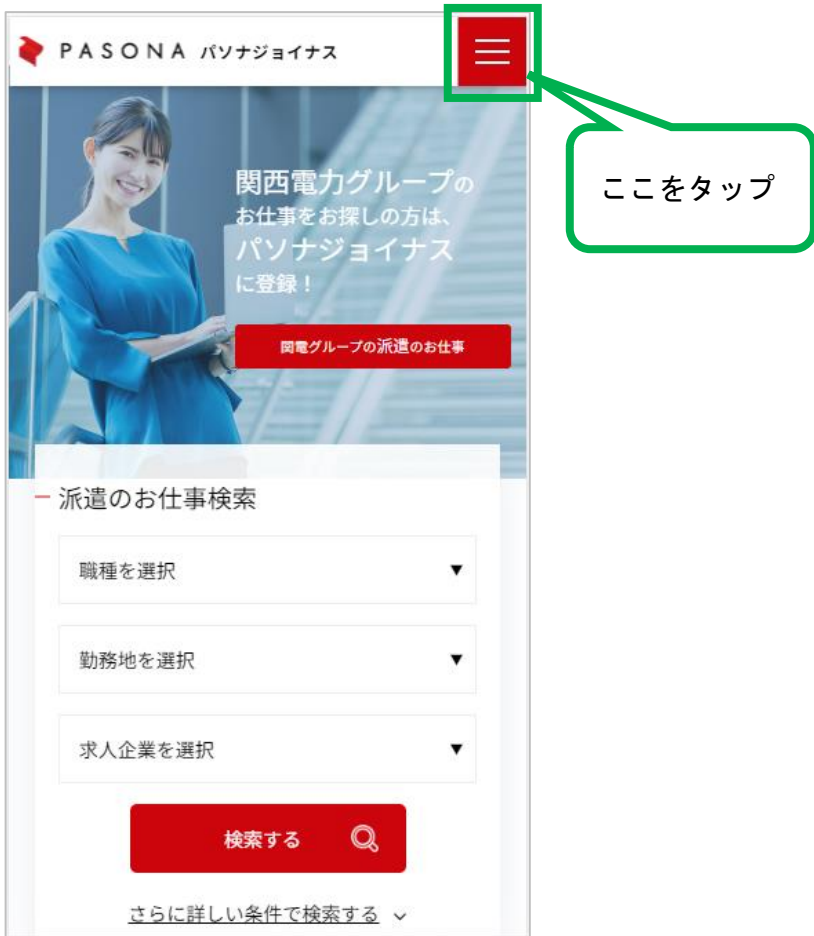 PASONA パソナジョイナス
ここをタップ
関西電力グループの
お仕事をお探しの方は、
パソナジョイナス
に登録！
関電グループの派遣のお仕事
派遣のお仕事検索
職種を選択
勤務地を選択
求人企業を選択
検索する
さらに詳しい条件で検索する